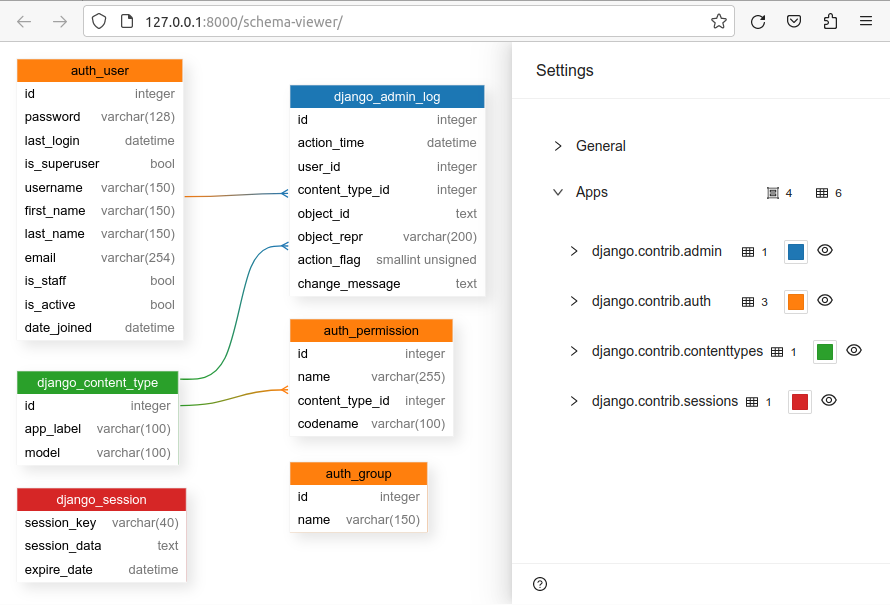 127.0.0.1:8000/schema-viewer/
auth_user
id integer
password varchar(128)
last_login datetime
is_superuser bool
username varchar(150)
first_name varchar(150)
last_name varchar(150)
email varchar(254)
is_staff bool
is_active bool
date_joined datetime
django_content_type
id integer
app_label varchar(100)
model varchar(100)
django_session
session_key varchar(40)
session_data text
expire_date datetime
django_admin_log
id integer
action_time datetime
user_id integer
content_type_id integer
object_id text
object_repr varchar(200)
action_flag smallint unsigned
change_message text
auth_permission
id integer
name varchar(255)
content_type_id integer
codename varchar(100)
auth_group
id integer
name varchar(150)
Settings
General
Apps 4 6
django.contrib.admin 1
django.contrib.auth 3
django.contrib.contenttypes 1
django.contrib.sessions 1